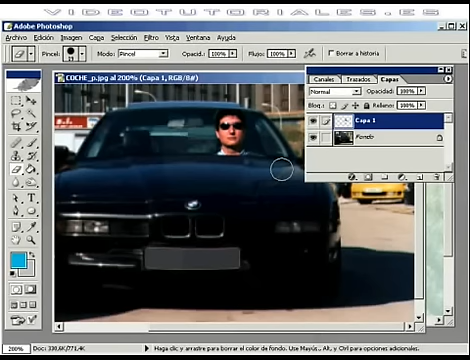 VIDEOTUTORIALES.ES
Adobe Photoshop
Archivo Edición Imagen Capa Selección Filtro Vista Ventana Ayuda
Pincel: Modo: Pincel Opacid.: 100% Flujo: 100% Borrar a historia
COCHE_p.jpg al 200% (Capa 1, RGB/8#)
Canales Trazados Capas
Normal Opacidad: 100%
Bloq.: Relleno: 100%
Capa 1
Fondo
200% Doc: 330,6K/771,4K Haga clic y arrastre para borrar al color de fondo. Use Mayús., Alt, y Ctrl para opciones adicionales.